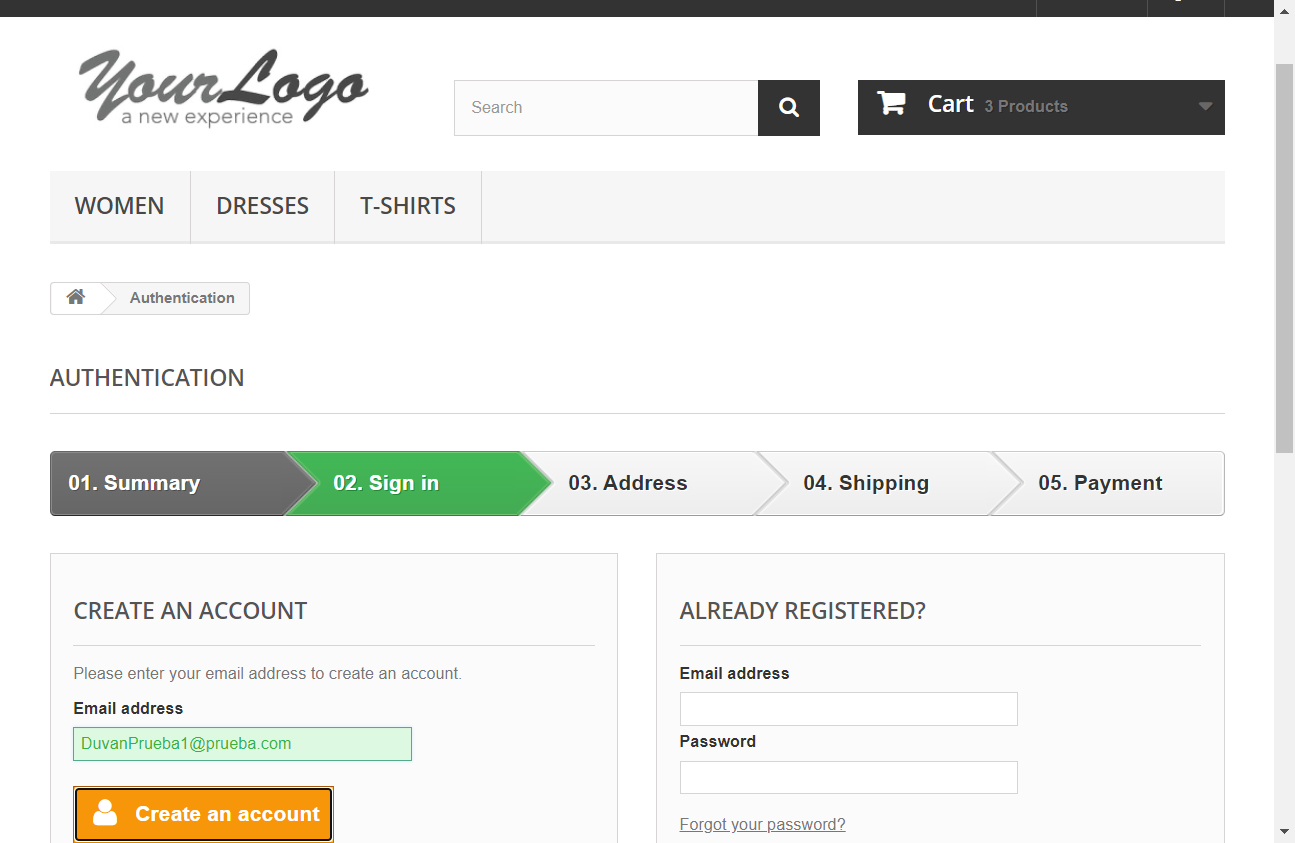 YourLogo
a new experience
Search
Cart 3 Products
WOMEN DRESSES T-SHIRTS
Authentication
AUTHENTICATION
01. Summary 02. Sign in 03. Address 04. Shipping 05. Payment
CREATE AN ACCOUNT
Please enter your email address to create an account.
Email address
DuvanPrueba1@prueba.com
Create an account
ALREADY REGISTERED?
Email address
Password
Forgot your password?